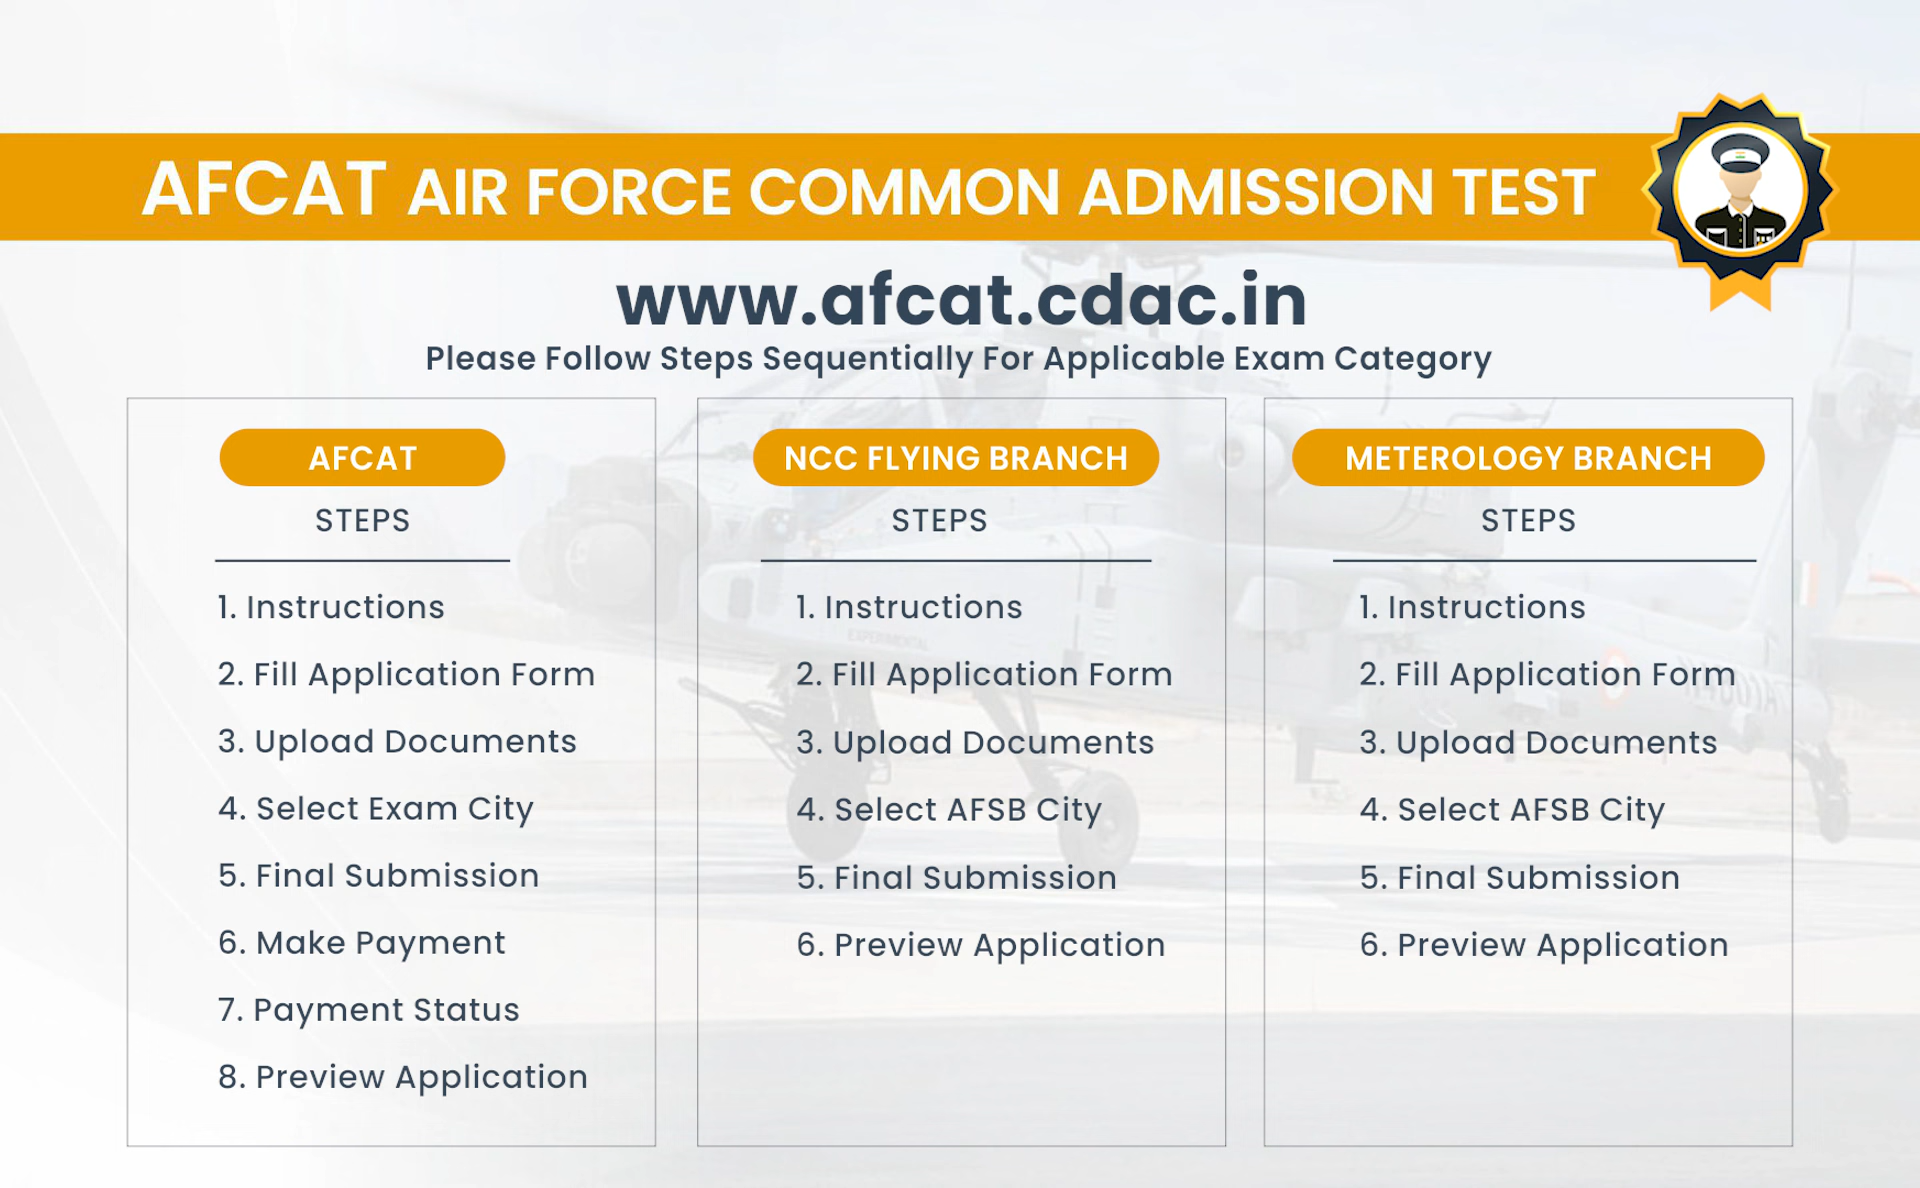 AFCAT AIR FORCE COMMON ADMISSION TEST
www.afcat.cdac.in
Please Follow Steps Sequentially For Applicable Exam Category
AFCAT
STEPS
1. Instructions
2. Fill Application Form
3. Upload Documents
4. Select Exam City
5. Final Submission
6. Make Payment
7. Payment Status
8. Preview Application
NCC FLYING BRANCH
STEPS
1. Instructions
2. Fill Application Form
3. Upload Documents
4. Select AFSB City
5. Final Submission
6. Preview Application
METEROLOGY BRANCH
STEPS
1. Instructions
2. Fill Application Form
3. Upload Documents
4. Select AFSB City
5. Final Submission
6. Preview Application
EXPERIMENTAL